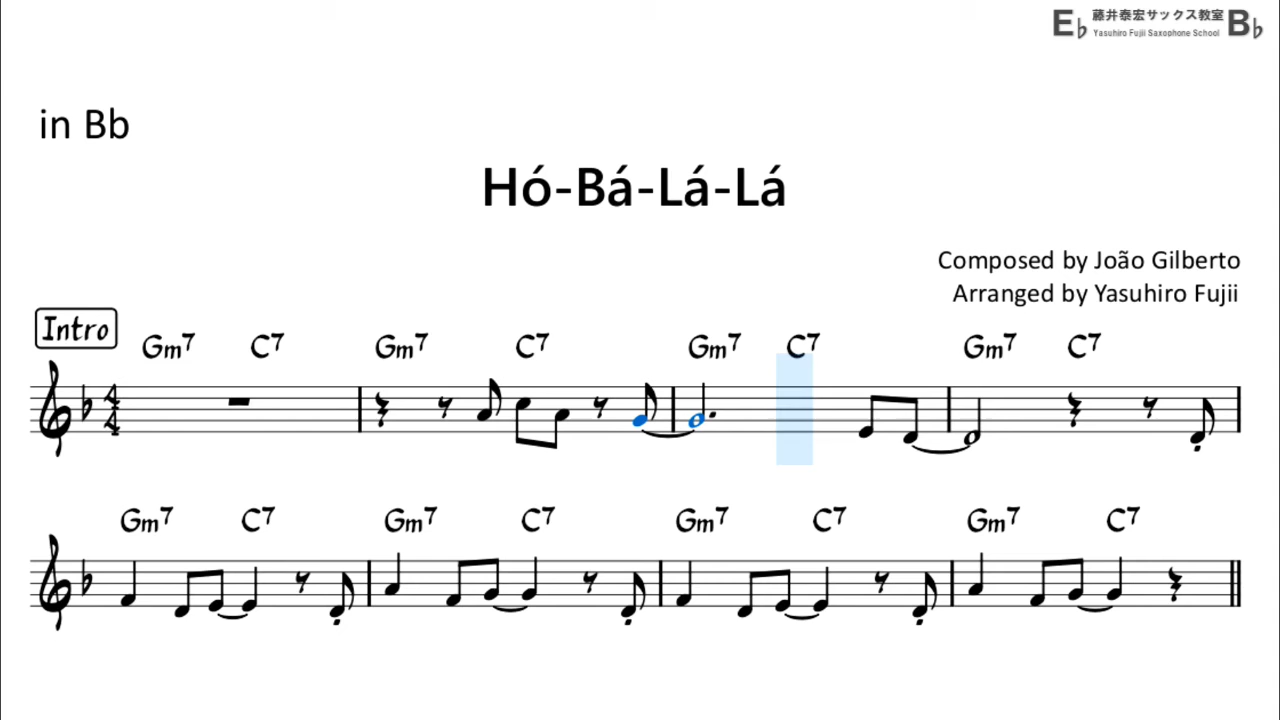 E♭ 藤井泰宏サックス教室 B♭
Yasuhiro Fujii Saxophone School
in Bb
Hó-Bá-Lá-Lá
Composed by João Gilberto
Arranged by Yasuhiro Fujii
Intro
Gm7 C7 Gm7 C7 Gm7 C7 Gm7 C7
4
4
Gm7 C7 Gm7 C7 Gm7 C7 Gm7 C7